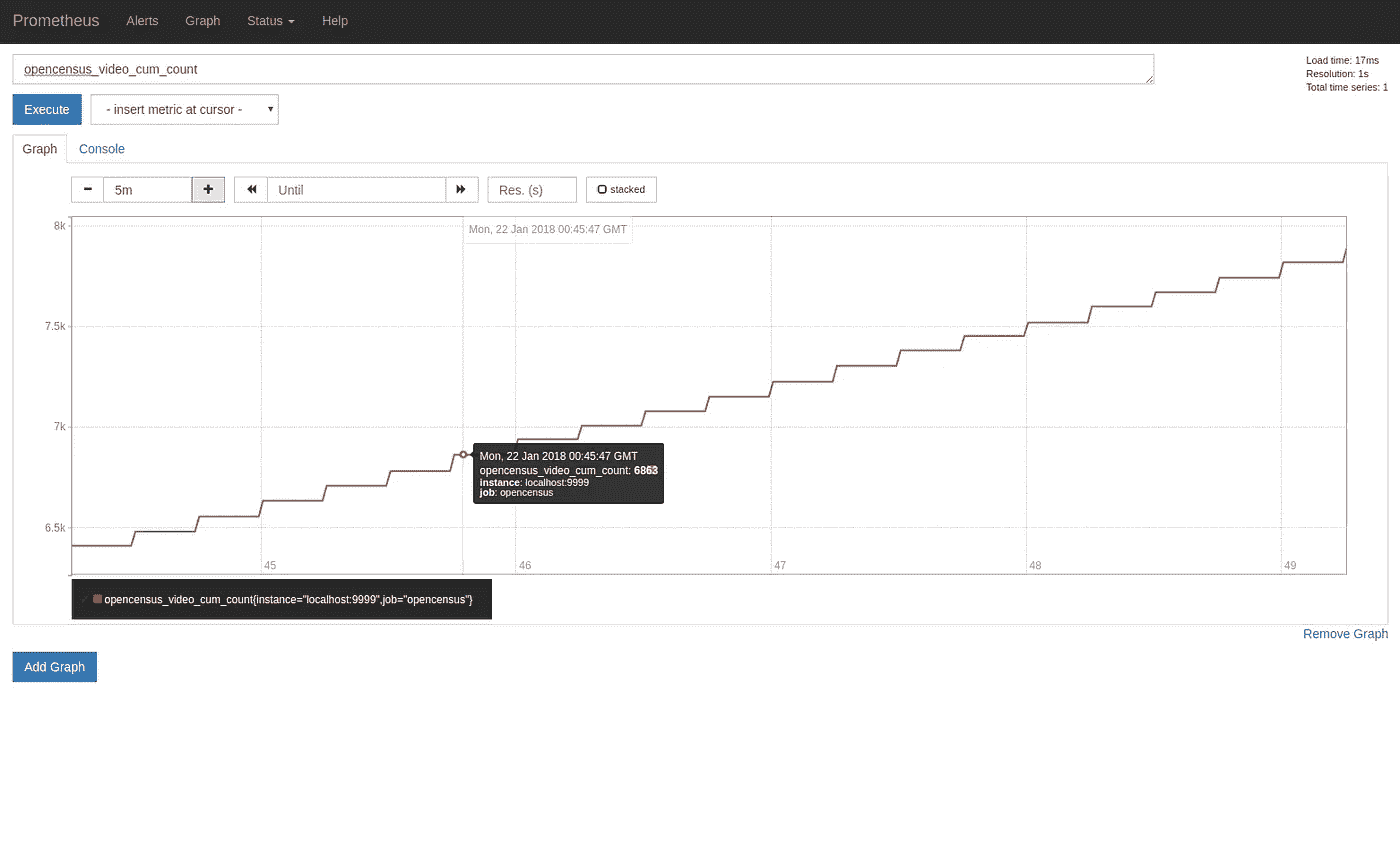 Prometheus Alerts Graph Status Help
opencensus_video_cum_count
Load time: 17ms
Resolution: 1s
Total time series: 1
Execute - insert metric at cursor -
Graph Console
5m Until Res. (s) stacked
Mon, 22 Jan 2018 00:45:47 GMT
8k
7.5k
7k
6.5k
Mon, 22 Jan 2018 00:45:47 GMT
opencensus_video_cum_count: 6863
instance: localhost:9999
job: opencensus
45 46 47 48 49
opencensus_video_cum_count{instance="localhost:9999",job="opencensus"}
Remove Graph
Add Graph